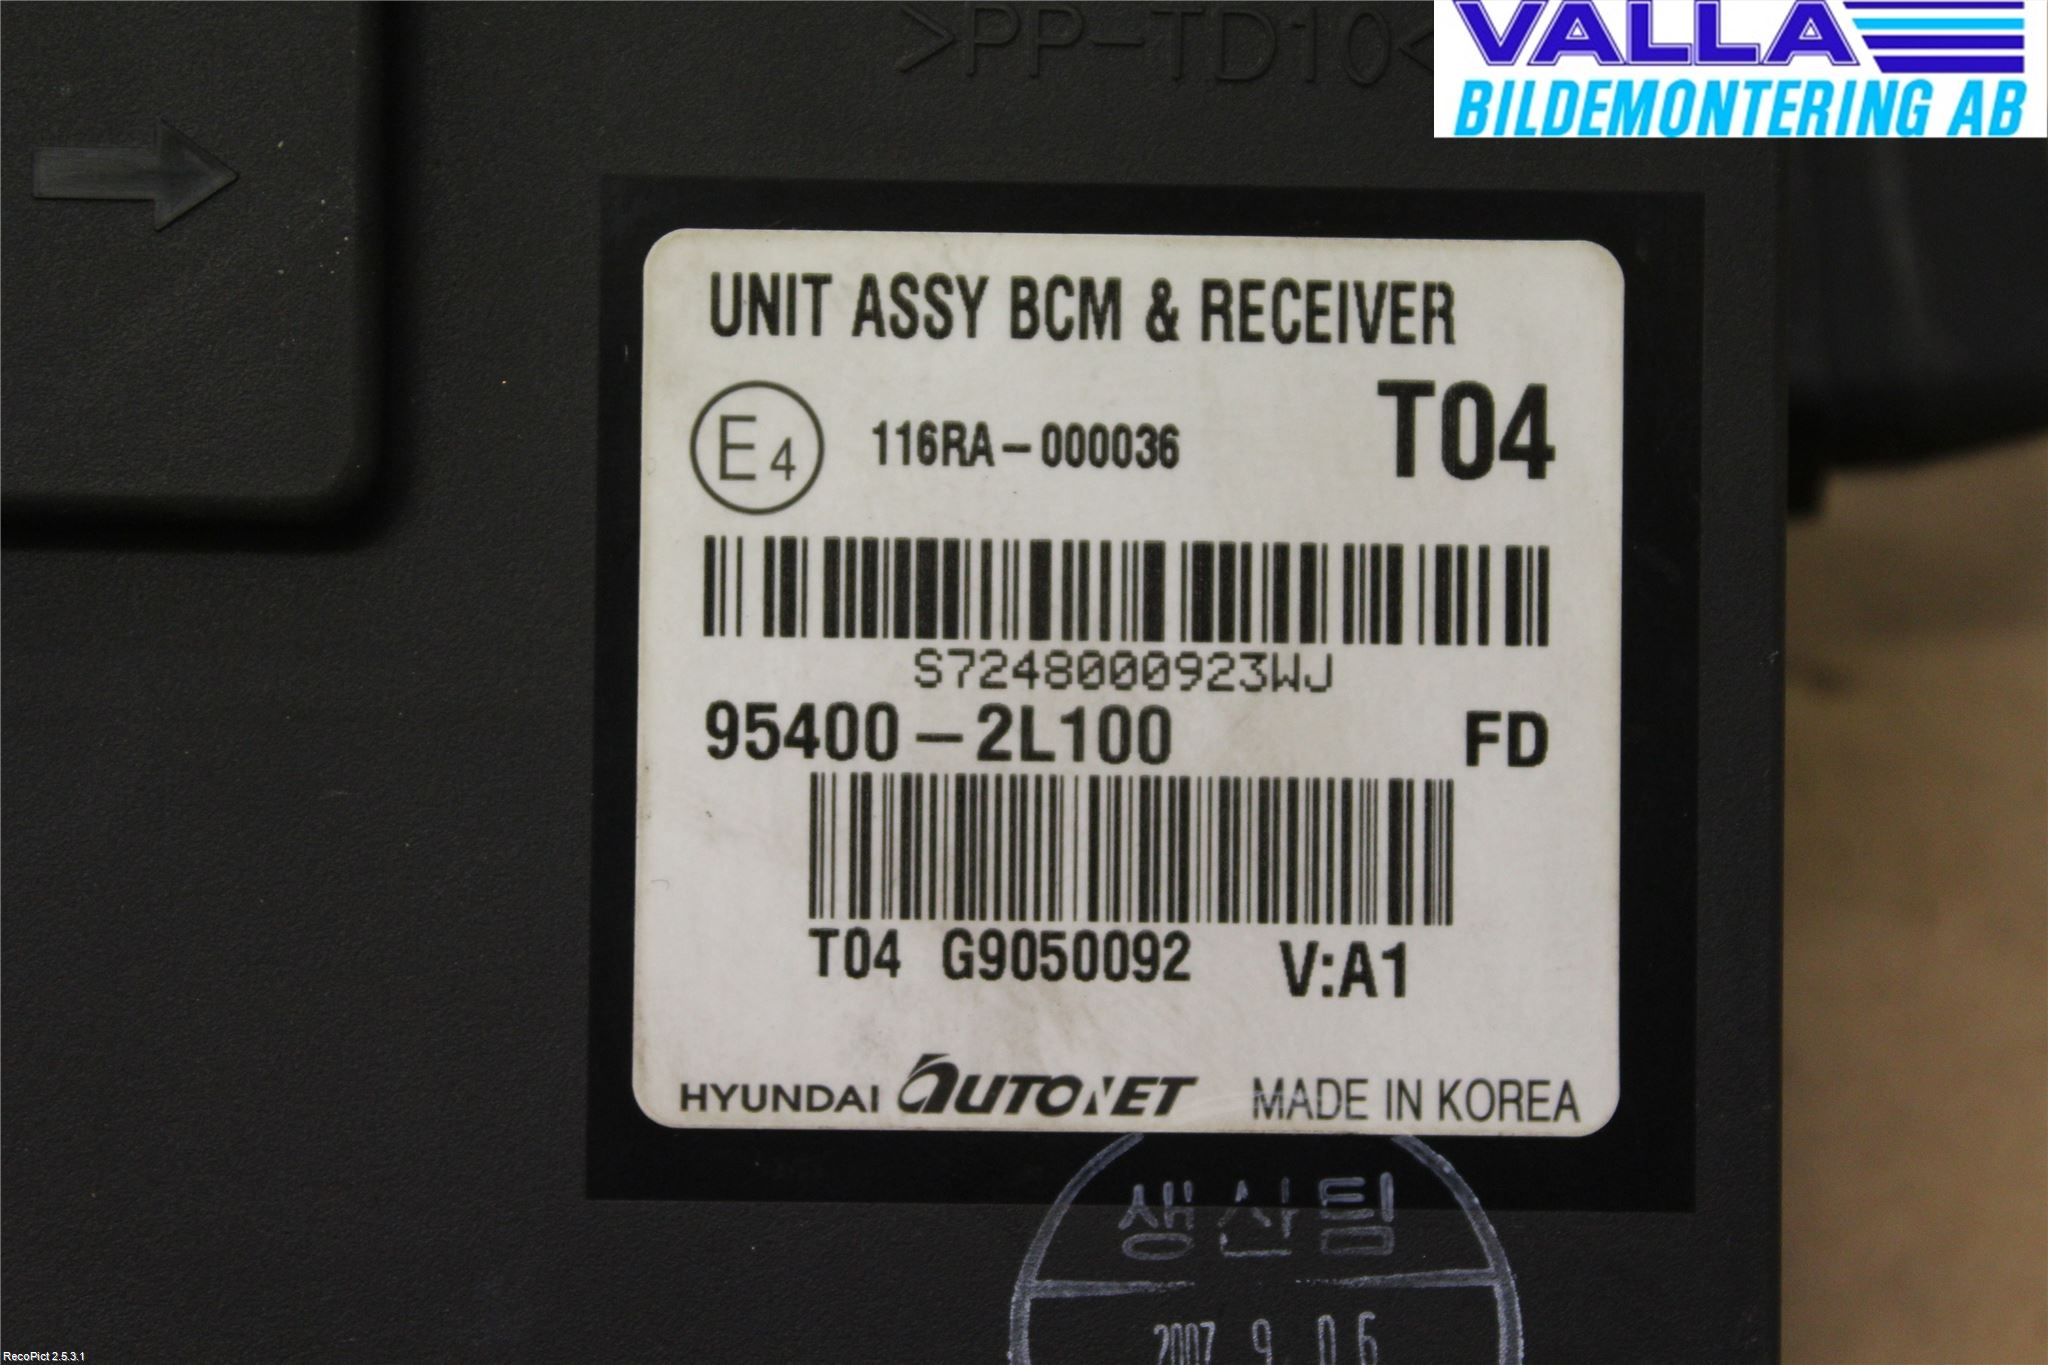 >PP-TD10<
VALLA
BILDEMONTERING AB
UNIT ASSY BCM & RECEIVER
E4 116RA-000036 T04
S7248000923WJ
95400-2L100 FD
T04 G9050092 V:A1
HYUNDAI AUTONET MADE IN KOREA
생산팀
2007. 9. 06
RecoPict 2.5.3.1